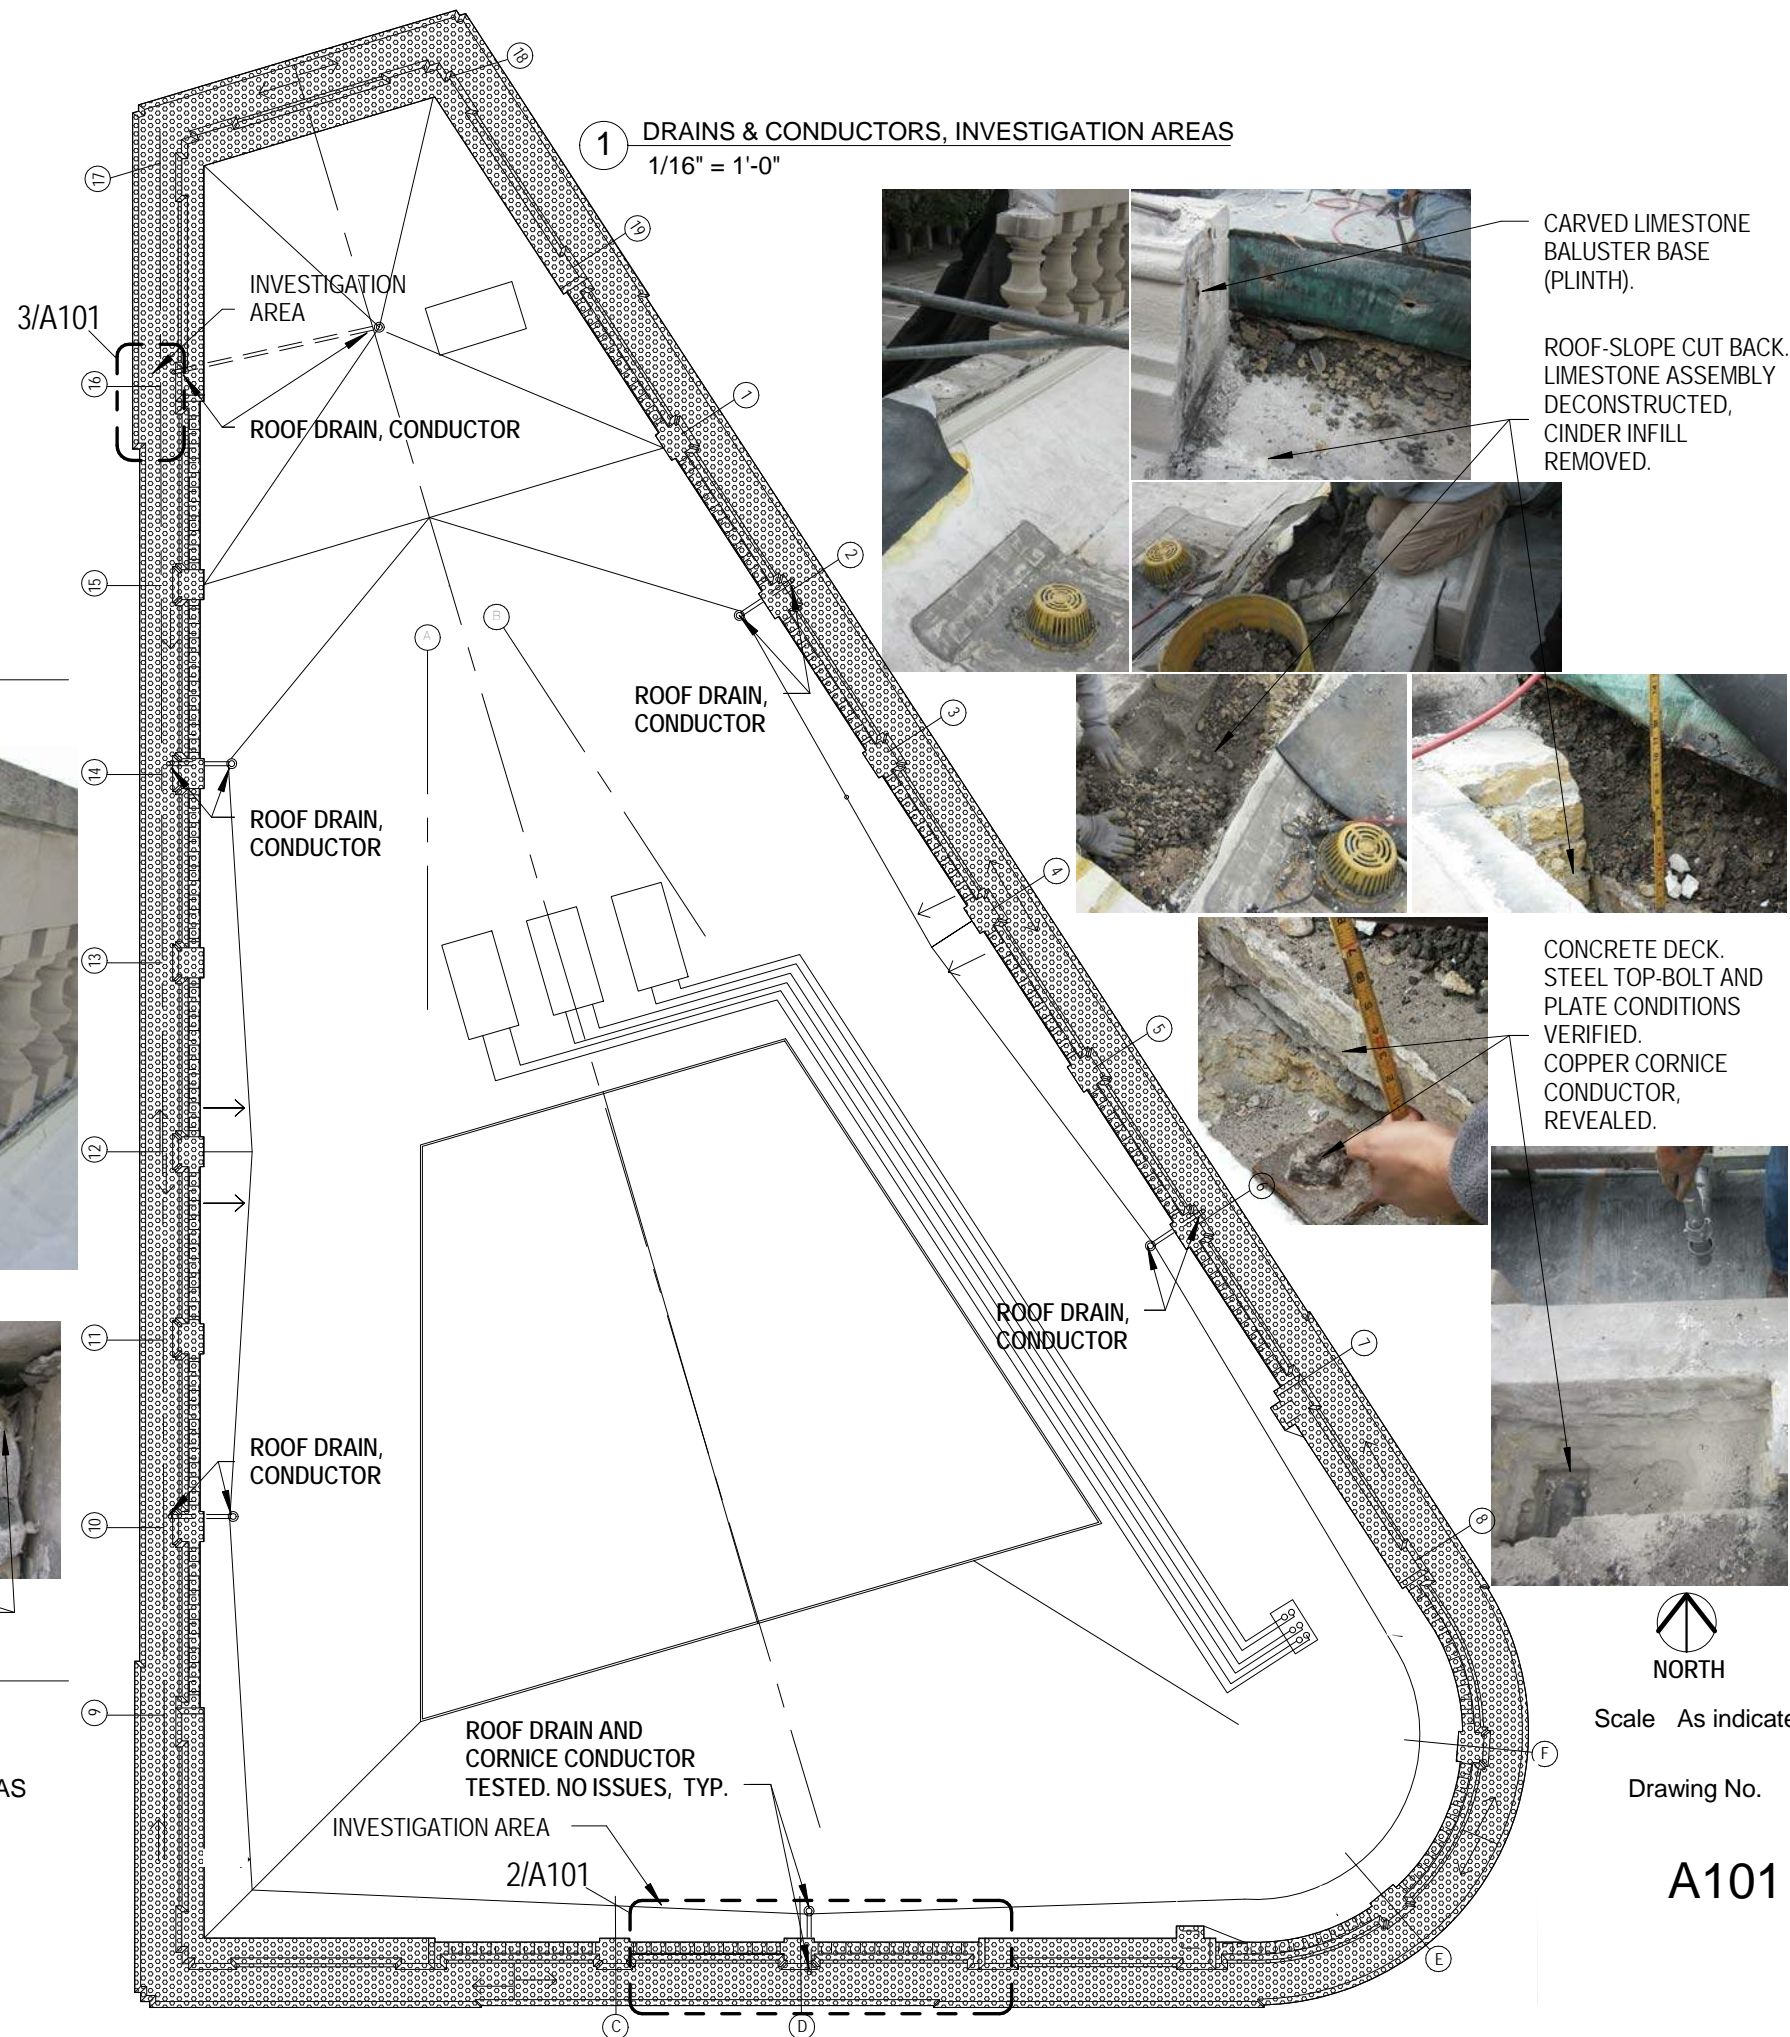 1
DRAINS & CONDUCTORS, INVESTIGATION AREAS
1/16" = 1'-0"
18
17
19
CARVED LIMESTONE
BALUSTER BASE
(PLINTH).
INVESTIGATION
AREA
3/A101
16
ROOF DRAIN, CONDUCTOR
ROOF-SLOPE CUT BACK.
LIMESTONE ASSEMBLY
DECONSTRUCTED,
CINDER INFILL
REMOVED.
1
15
2
B
A
ROOF DRAIN,
CONDUCTOR
3
14
ROOF DRAIN,
CONDUCTOR
4
13
CONCRETE DECK.
STEEL TOP-BOLT AND
PLATE CONDITIONS
VERIFIED.
COPPER CORNICE
CONDUCTOR,
REVEALED.
5
12
6
ROOF DRAIN,
CONDUCTOR
11
7
ROOF DRAIN,
CONDUCTOR
10
8
NORTH
9
Scale As indicate
ROOF DRAIN AND
CORNICE CONDUCTOR
TESTED. NO ISSUES, TYP.
F
AS
Drawing No.
INVESTIGATION AREA
2/A101
A101
E
C
D